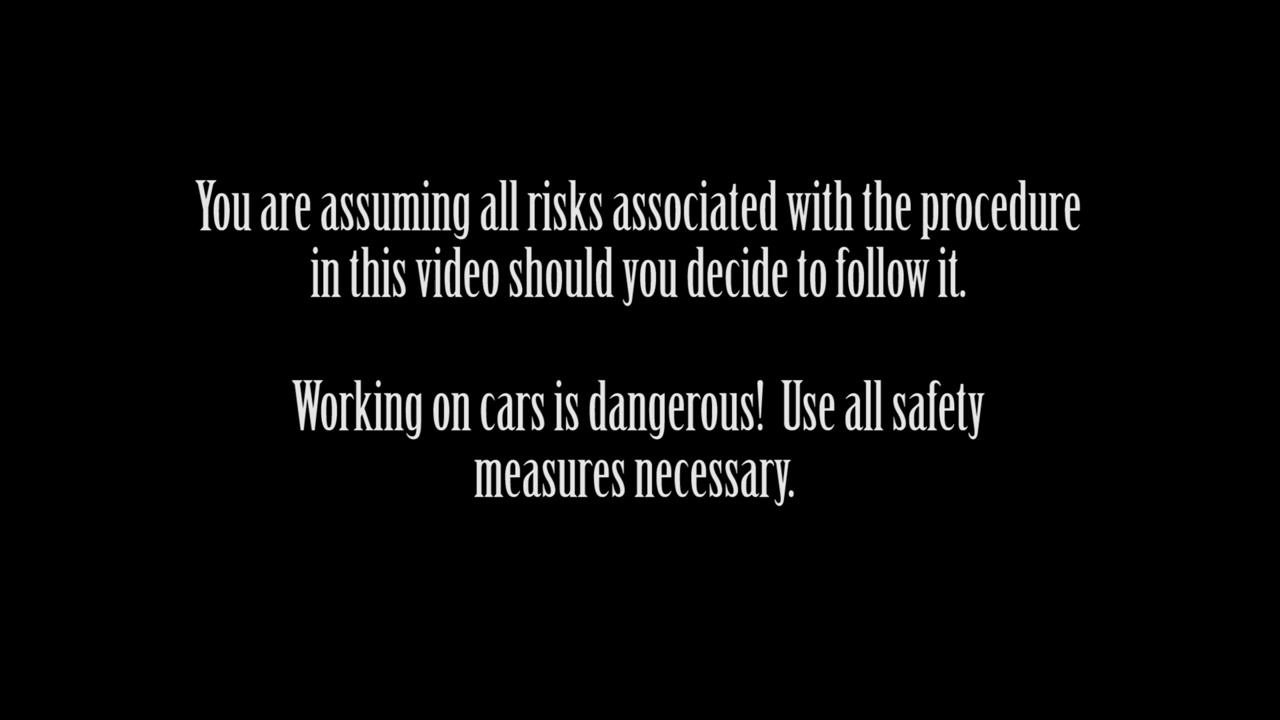 You are assuming all risks associated with the procedure
in this video should you decide to follow it.
Working on cars is dangerous!  Use all safety
measures necessary.